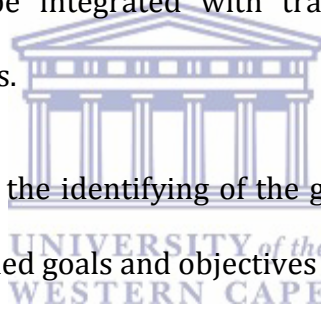 be integrated with tra
s.
the identifying of the g
UNIVERSITY of the
ed goals and objectives
WESTERN CAPE